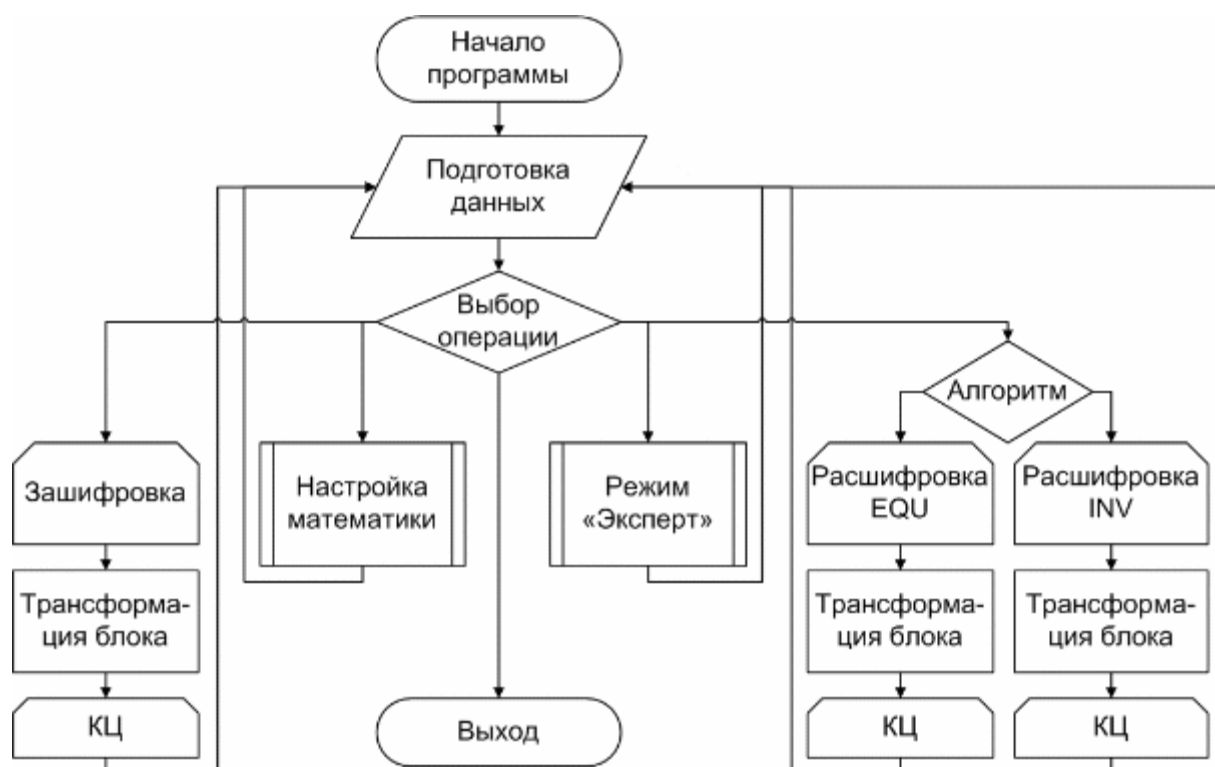 Начало
программы
Подготовка
данных
Выбор
операции
Алгоритм
Зашифровка
Настройка
математики
Режим
«Эксперт»
Расшифровка
EQU
Расшифровка
INV
Трансформа-
ция блока
Трансформа-
ция блока
Трансформа-
ция блока
КЦ
Выход
КЦ
КЦ